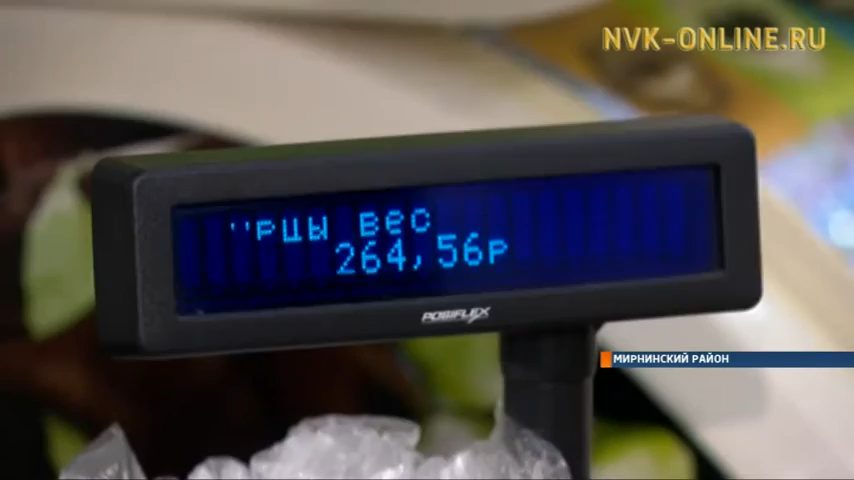 NVK-ONLINE.RU
"рцы вес
264,56р
POSIFLEX
МИРНИНСКИЙ РАЙОН